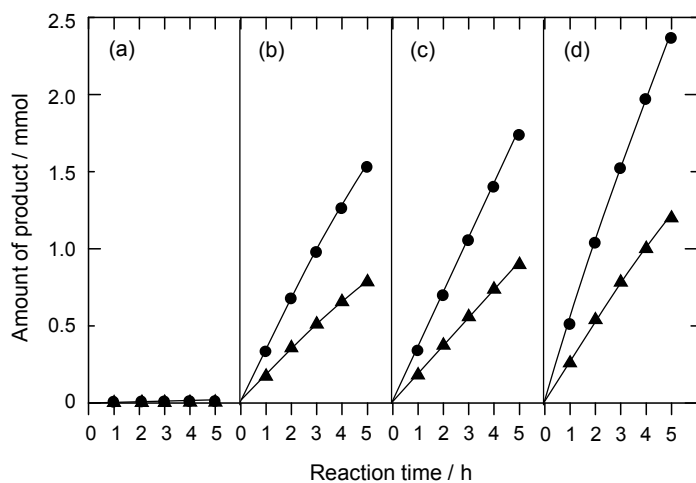 2.5
(a) (b) (c) (d)
2.0
1.5
1.0
0.5
0
0 1 2 3 4 5 0 1 2 3 4 5 0 1 2 3 4 5 0 1 2 3 4 5
Amount of product / mmol
Reaction time / h